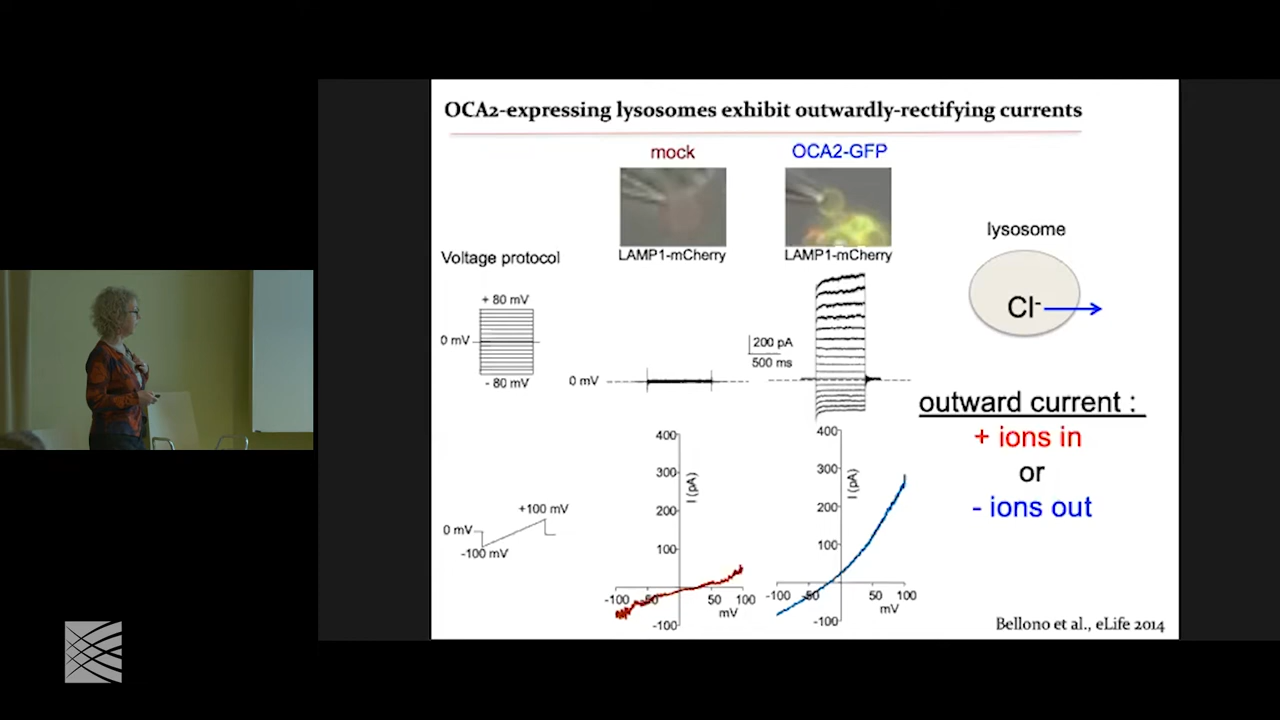 OCA2-expressing lysosomes exhibit outwardly-rectifying currents
mock
OCA2-GFP
LAMP1-mCherry
LAMP1-mCherry
lysosome
Cl-
Voltage protocol
+ 80 mV
0 mV
- 80 mV
0 mV
200 pA
500 ms
outward current :
+ ions in
or
- ions out
+100 mV
0 mV
-100 mV
400
300
200
100
-100
I (pA)
-100
-50
50
100
mV
400
300
200
100
-100
I (pA)
-100
-50
50
100
mV
Bellono et al., eLife 2014